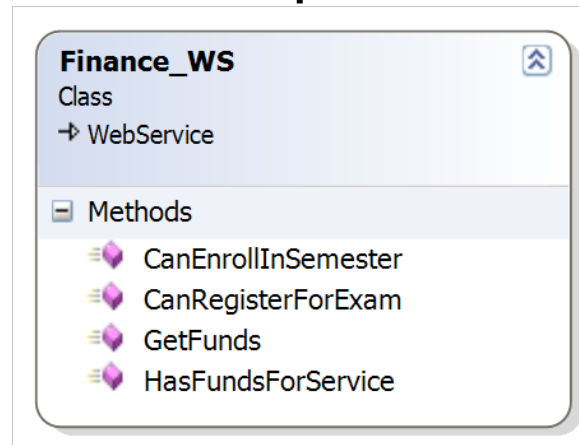 Finance_WS
Class
WebService
Methods
CanEnrollInSemester
CanRegisterForExam
GetFunds
HasFundsForService